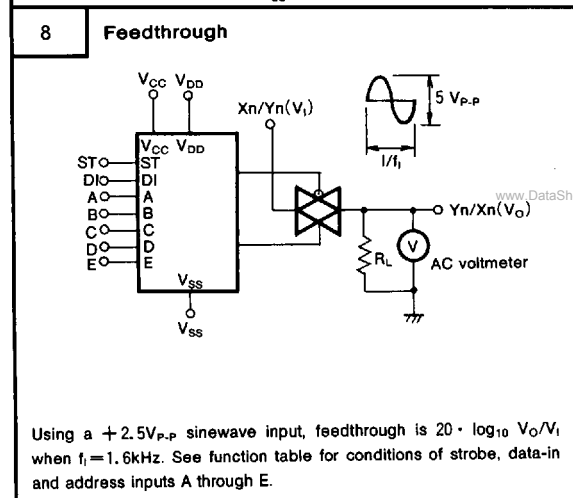 8 Feedthrough
VCC VDD
Xn/Yn(VI)
5 VP-P
1/fI
VCC VDD
ST ST
DI DI
A A
B B
C C
D D
E E
www.DataSh
Yn/Xn(VO)
RL
V
AC voltmeter
VSS
VSS
Using a +2.5VP-P sinewave input, feedthrough is 20· log10 VO/VI
when fI=1.6kHz. See function table for conditions of strobe, data-in
and address inputs A through E.